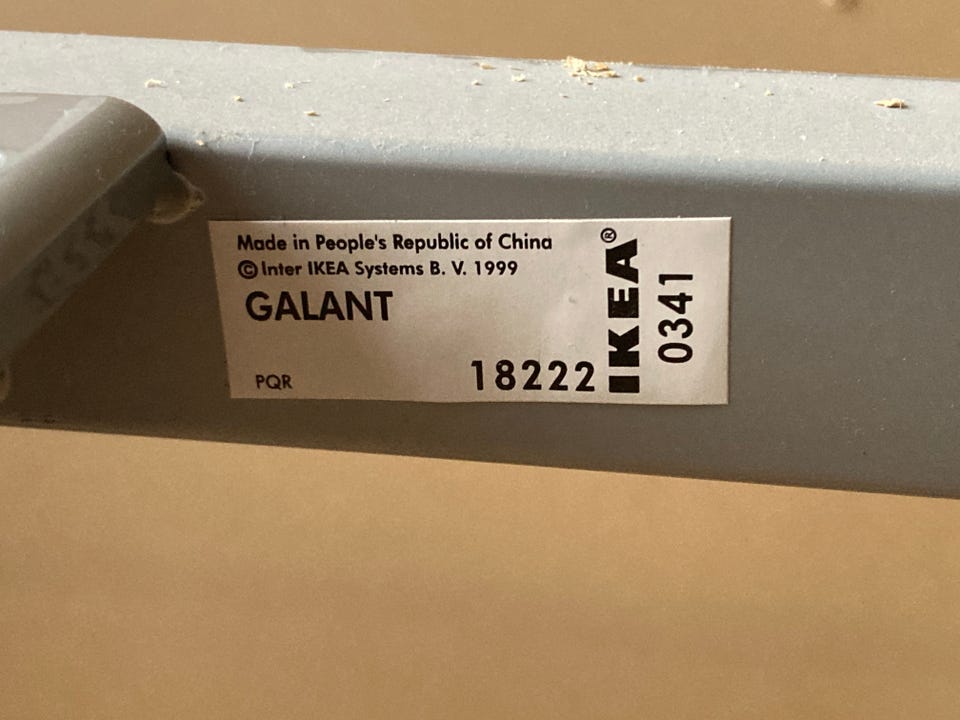 Made in People's Republic of China
© Inter IKEA Systems B. V. 1999
GALANT
PQR
18222
IKEA®
0341